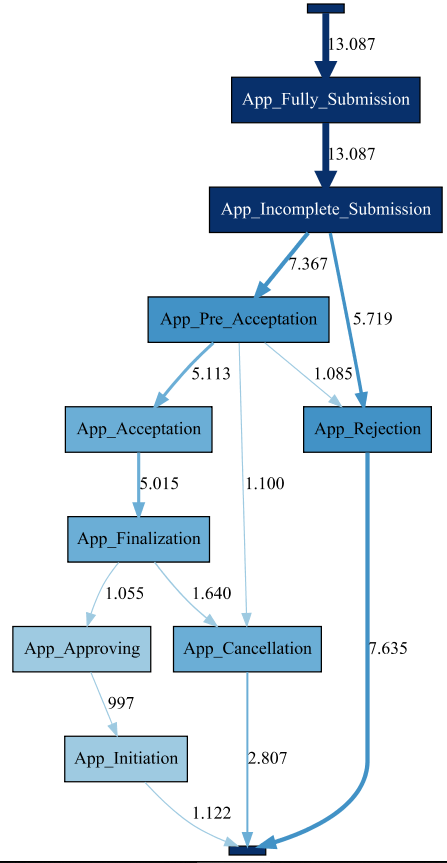 13.087
App_Fully_Submission
13.087
App_Incomplete_Submission
7.367
5.719
App_Pre_Acceptation
5.113
1.085
App_Acceptation
App_Rejection
5.015
1.100
App_Finalization
1.055
1.640
App_Approving
App_Cancellation
7.635
997
App_Initiation
2.807
1.122